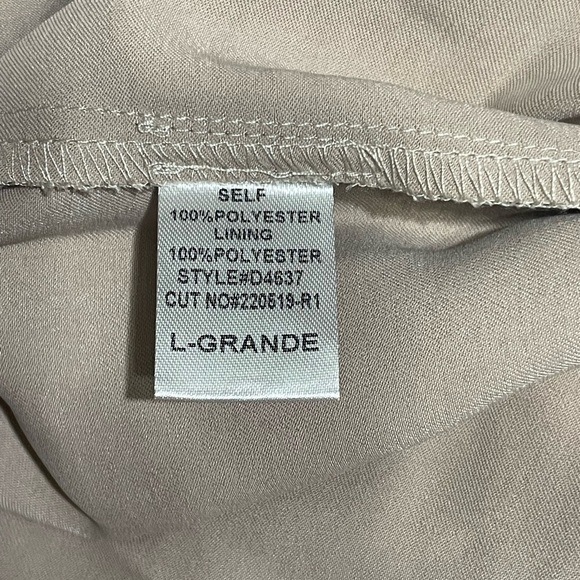 SELF
100%POLYESTER
LINING
100%POLYESTER
STYLE#D4637
CUT NO#220519-R1
L-GRANDE